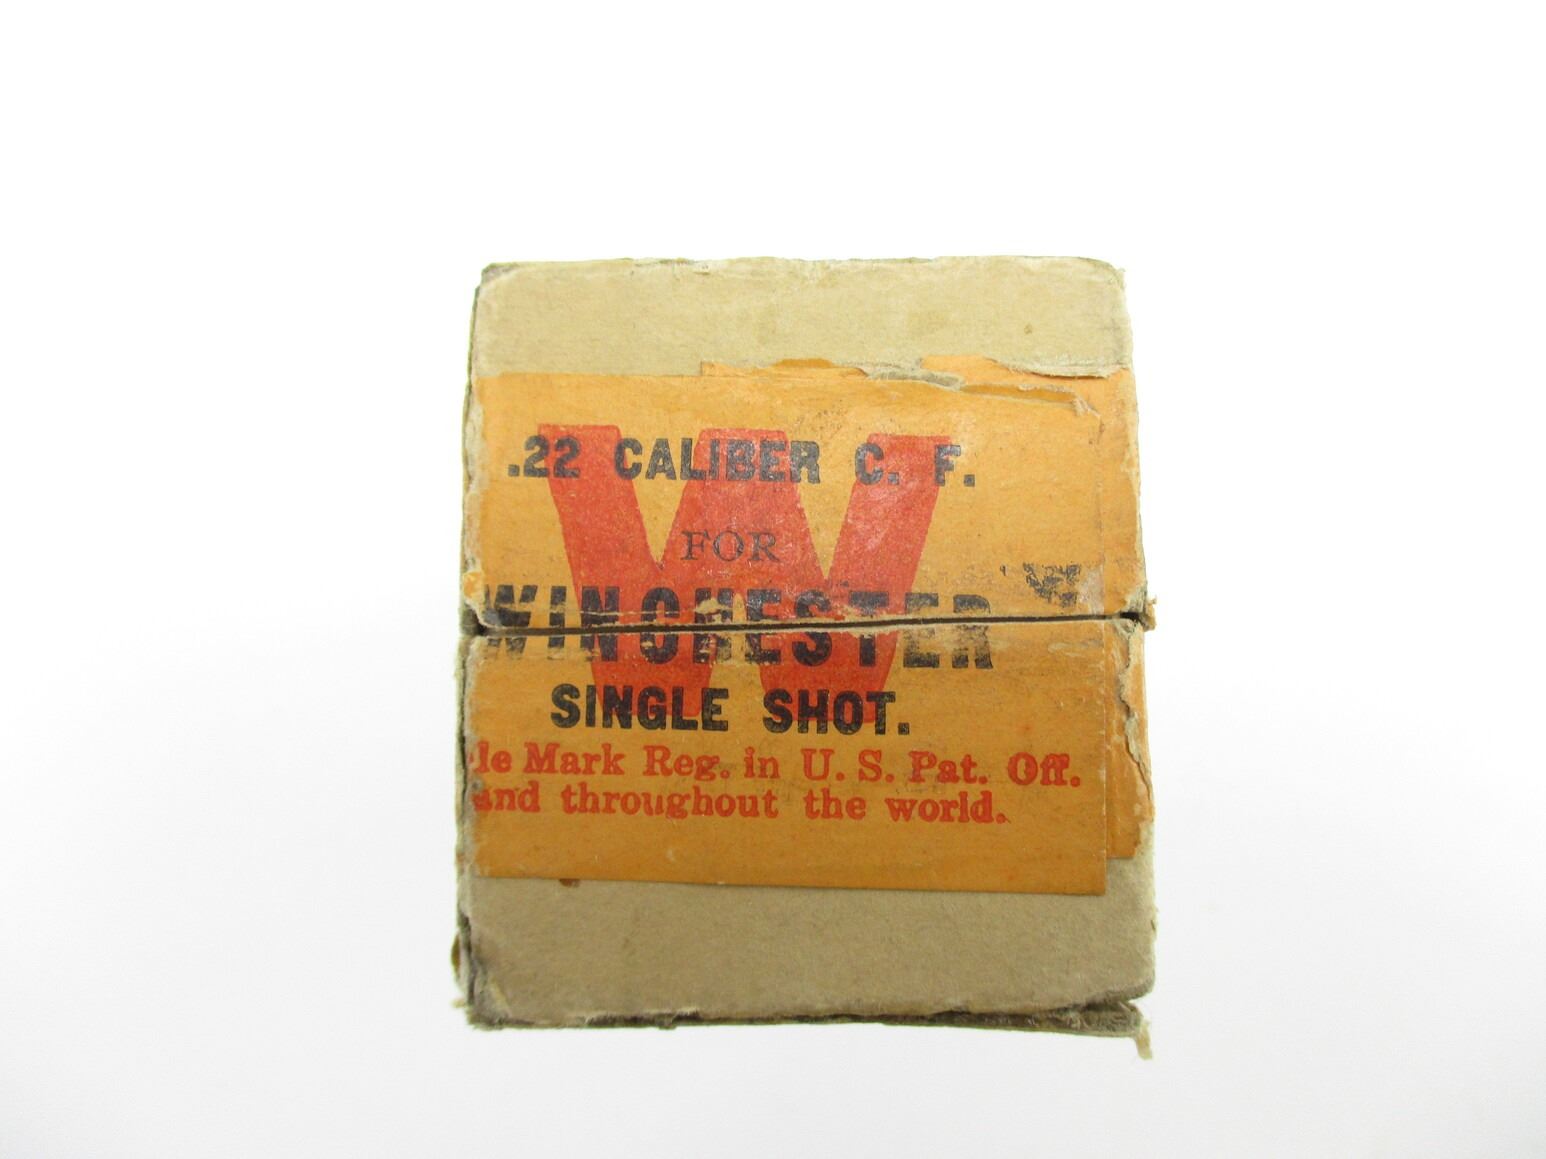 .22 CALIBER C. F.
W
FOR
WINCHESTER
SINGLE SHOT.
Mark Reg. in U. S. Pat. Off.
and throughout the world.